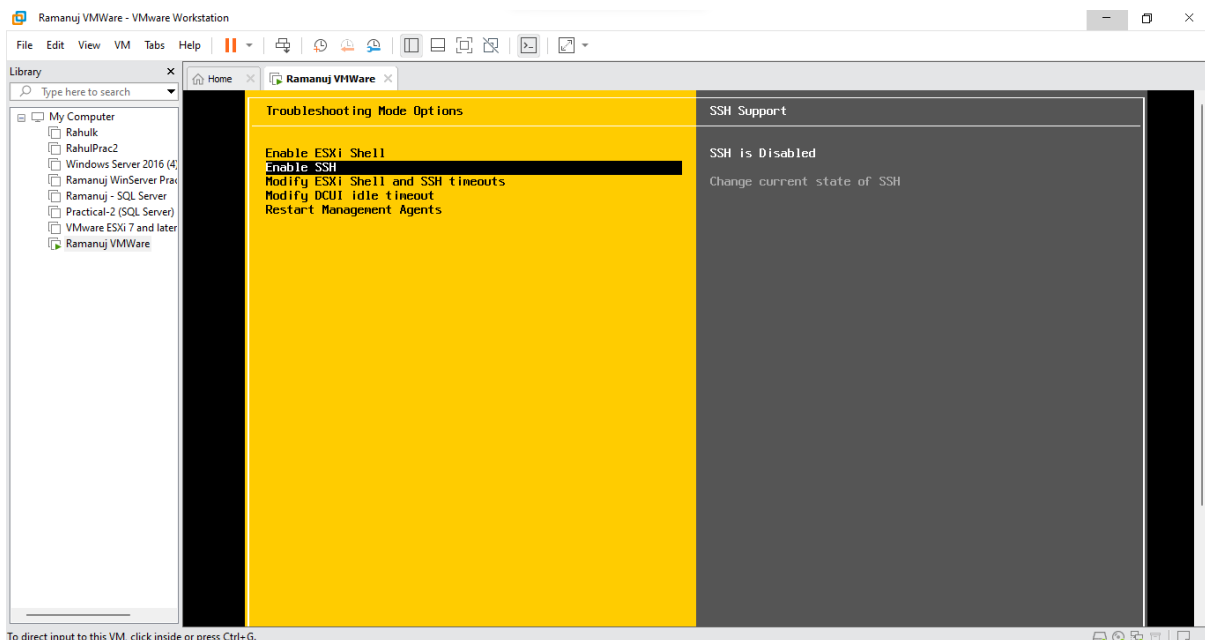 Ramanuj VMWare - VMware Workstation
File Edit View VM Tabs Help
Library
Type here to search
Home
Ramanuj VMWare
My Computer
Rahulk
RahulPrac2
Windows Server 2016 (4)
Ramanuj WinServer Prac
Ramanuj - SQL Server
Practical-2 (SQL Server)
VMware ESXi 7 and later
Ramanuj VMWare
Troubleshooting Mode Options
Enable ESXi Shell
Enable SSH
Modify ESXi Shell and SSH timeouts
Modify DCUI idle timeout
Restart Management Agents
SSH Support
SSH is Disabled
Change current state of SSH
To direct input to this VM, click inside or press Ctrl+G.